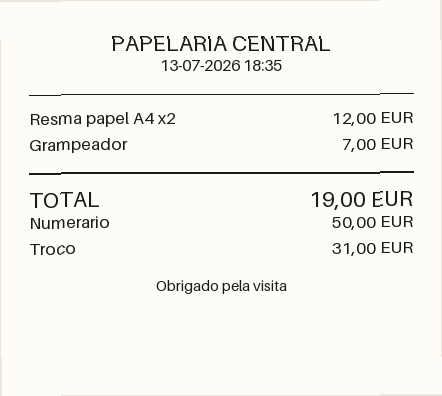 PAPELARIA CENTRAL
13-07-2026 18:35
Resma papel A4 x2 12,00 EUR
Grampeador 7,00 EUR
TOTAL 19,00 EUR
Numerario 50,00 EUR
Troco 31,00 EUR
Obrigado pela visita